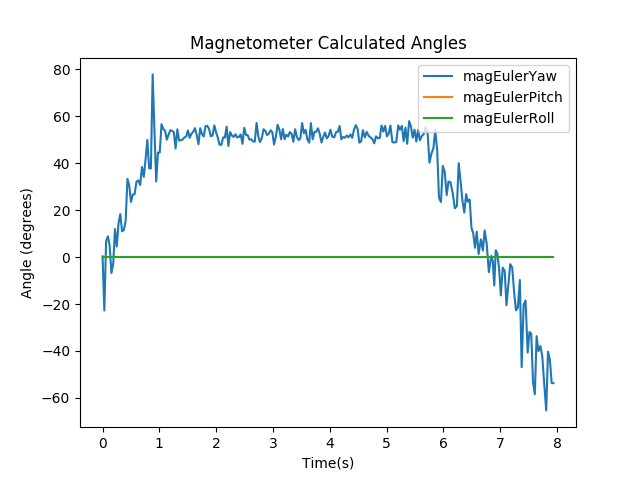 Magnetometer Calculated Angles
magEulerYaw
magEulerPitch
magEulerRoll
80
60
40
20
0
−20
−40
−60
Angle (degrees)
0 1 2 3 4 5 6 7 8
Time(s)